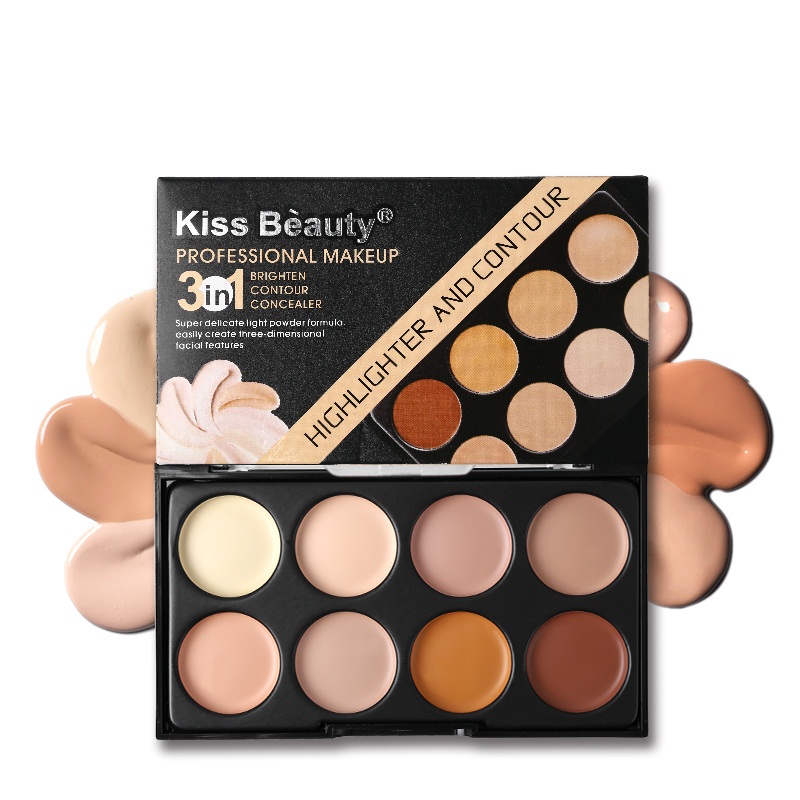 Kiss Bèauty®
PROFESSIONAL MAKEUP
3in1
BRIGHTEN
CONTOUR
CONCEALER
Super delicate light powder formula.
easily create three-dimensional
facial features
HIGHLIGHTER AND CONTOUR